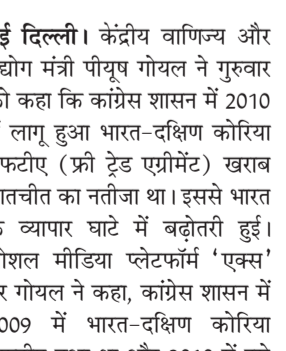 ई दिल्ली। केंद्रीय वाणिज्य और
द्योग मंत्री पीयूष गोयल ने गुरुवार
ो कहा कि कांग्रेस शासन में 2010
लागू हुआ भारत-दक्षिण कोरिया
फटीए (फ्री ट्रेड एग्रीमेंट) खराब
ातचीत का नतीजा था। इससे भारत
व्यापार घाटे में बढ़ोतरी हुई।
ोशल मीडिया प्लेटफॉर्म ‘एक्स’
र गोयल ने कहा, कांग्रेस शासन में
009 में भारत-दक्षिण कोरिया